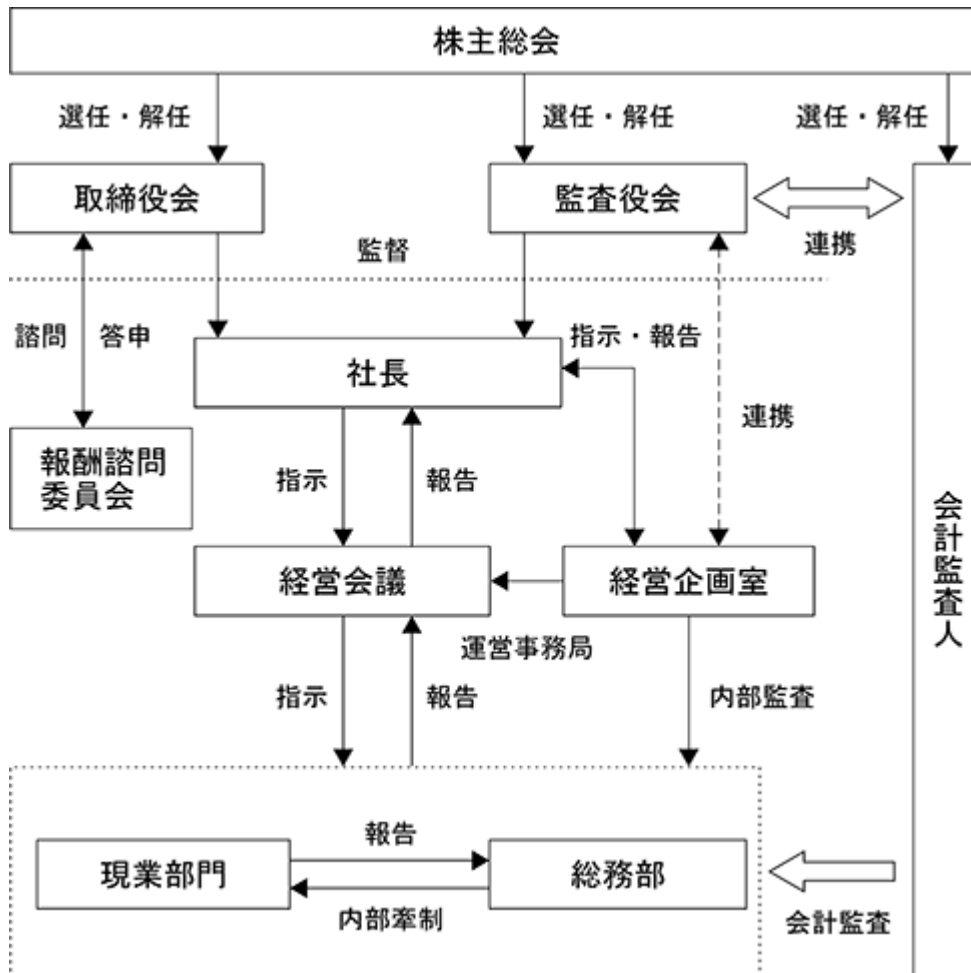 株主総会
選任・解任
選任・解任
選任・解任
取締役会
監査役会
連携
監督
諮問
答申
指示・報告
社長
連携
報酬諮問
委員会
指示
報告
会計監査人
経営会議
経営企画室
運営事務局
指示
報告
内部監査
現業部門
報告
総務部
内部牽制
会計監査